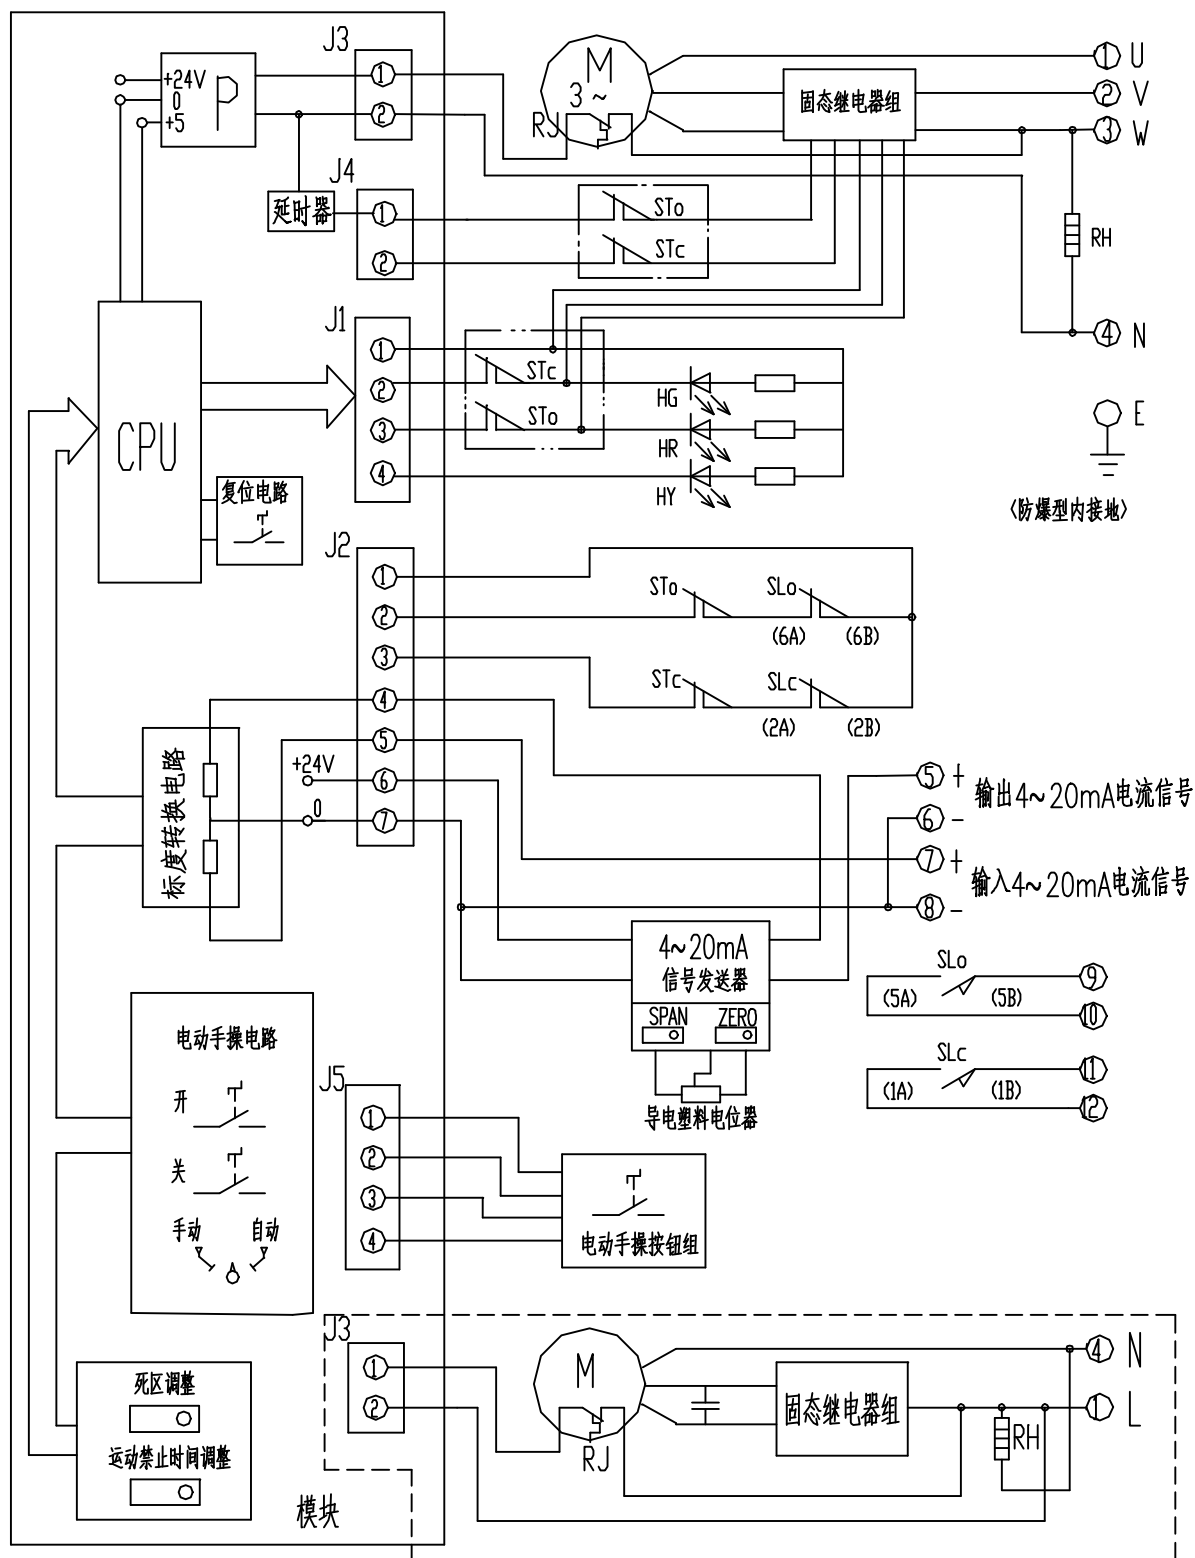 J3
+24V
0
+5
P
①
②
M
3~
RJ
固态继电器组
① U
② V
③ W
J4
延时器
①
②
STo
STc
RH
④ N
J1
①
②
③
④
STc
STo
HG
HR
HY
E
〈防爆型内接地〉
CPU
复位电路
J2
①
②
③
④
⑤
⑥
⑦
STo
SLo
(6A)
(6B)
STc
SLc
(2A)
(2B)
标度转换电路
+24V
0
⑤ +
⑥ -
输出4~20mA电流信号
⑦ +
⑧ -
输入4~20mA电流信号
4~20mA
信号发送器
SPAN
ZERO
导电塑料电位器
SLo
(5A)
(5B)
⑨
⑩
SLc
(1A)
(1B)
⑪
⑫
电动手操电路
开
关
手动
自动
J5
①
②
③
④
电动手操按钮组
死区调整
运动禁止时间调整
模块
J3
①
②
M
RJ
固态继电器组
RH
④ N
① L